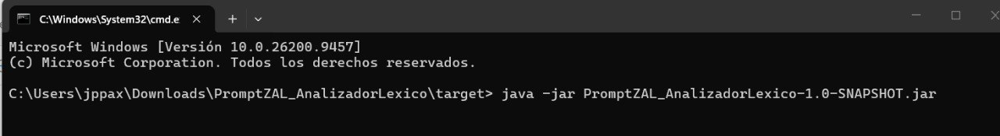 C:\Windows\System32\cmd.e
Microsoft Windows [Versión 10.0.26200.9457]
(c) Microsoft Corporation. Todos los derechos reservados.
C:\Users\jppax\Downloads\PromptZAL_AnalizadorLexico\target> java -jar PromptZAL_AnalizadorLexico-1.0-SNAPSHOT.jar